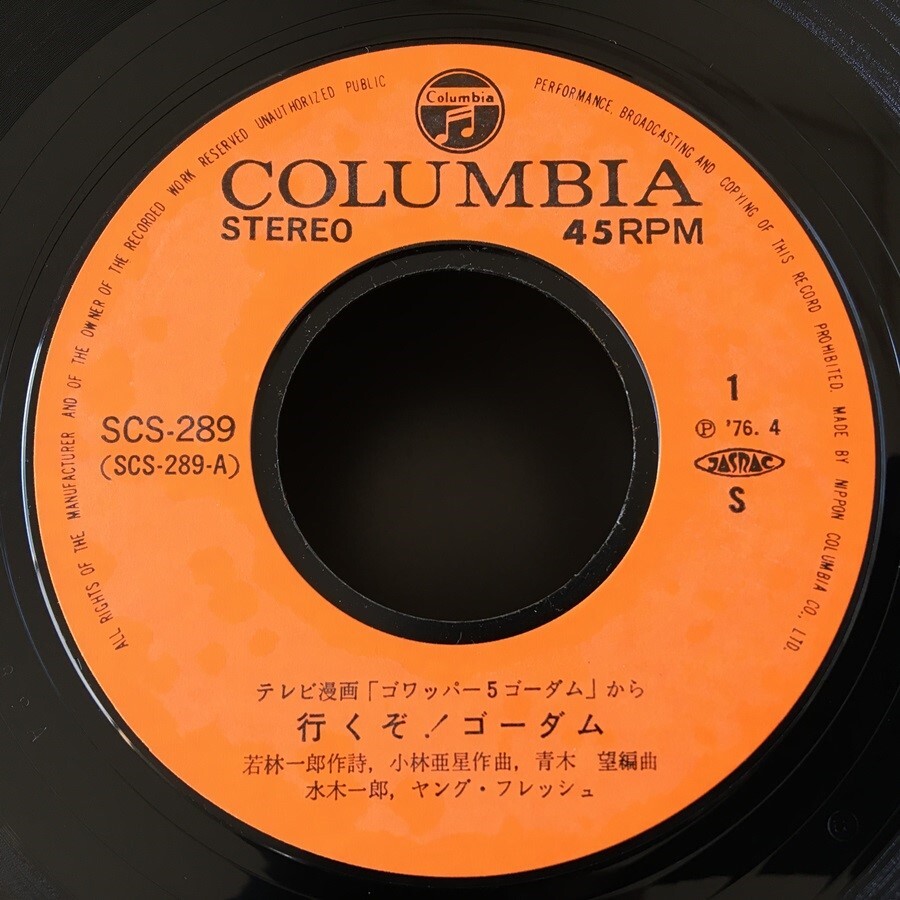 Columbia
COLUMBIA
STEREO 45RPM
ALL RIGHTS OF THE MANUFACTURER AND OF THE OWNER OF THE RECORDED WORK RESERVED UNAUTHORIZED PUBLIC PERFORMANCE, BROADCASTING AND COPYING OF THIS RECORD PROHIBITED. MADE BY NIPPON COLUMBIA CO., LTD.
SCS-289
(SCS-289-A)
1
Ⓟ '76. 4
JASRAC
S
テレビ漫画「ゴワッパー5ゴーダム」から
行くぞ!ゴーダム
若林一郎作詩, 小林亜星作曲, 青木 望編曲
水木一郎, ヤング・フレッシュ